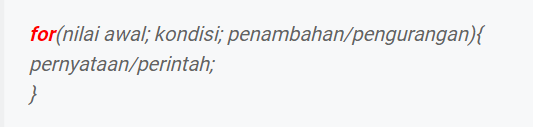 for(nilai awal; kondisi; penambahan/pengurangan){
pernyataan/perintah;
}